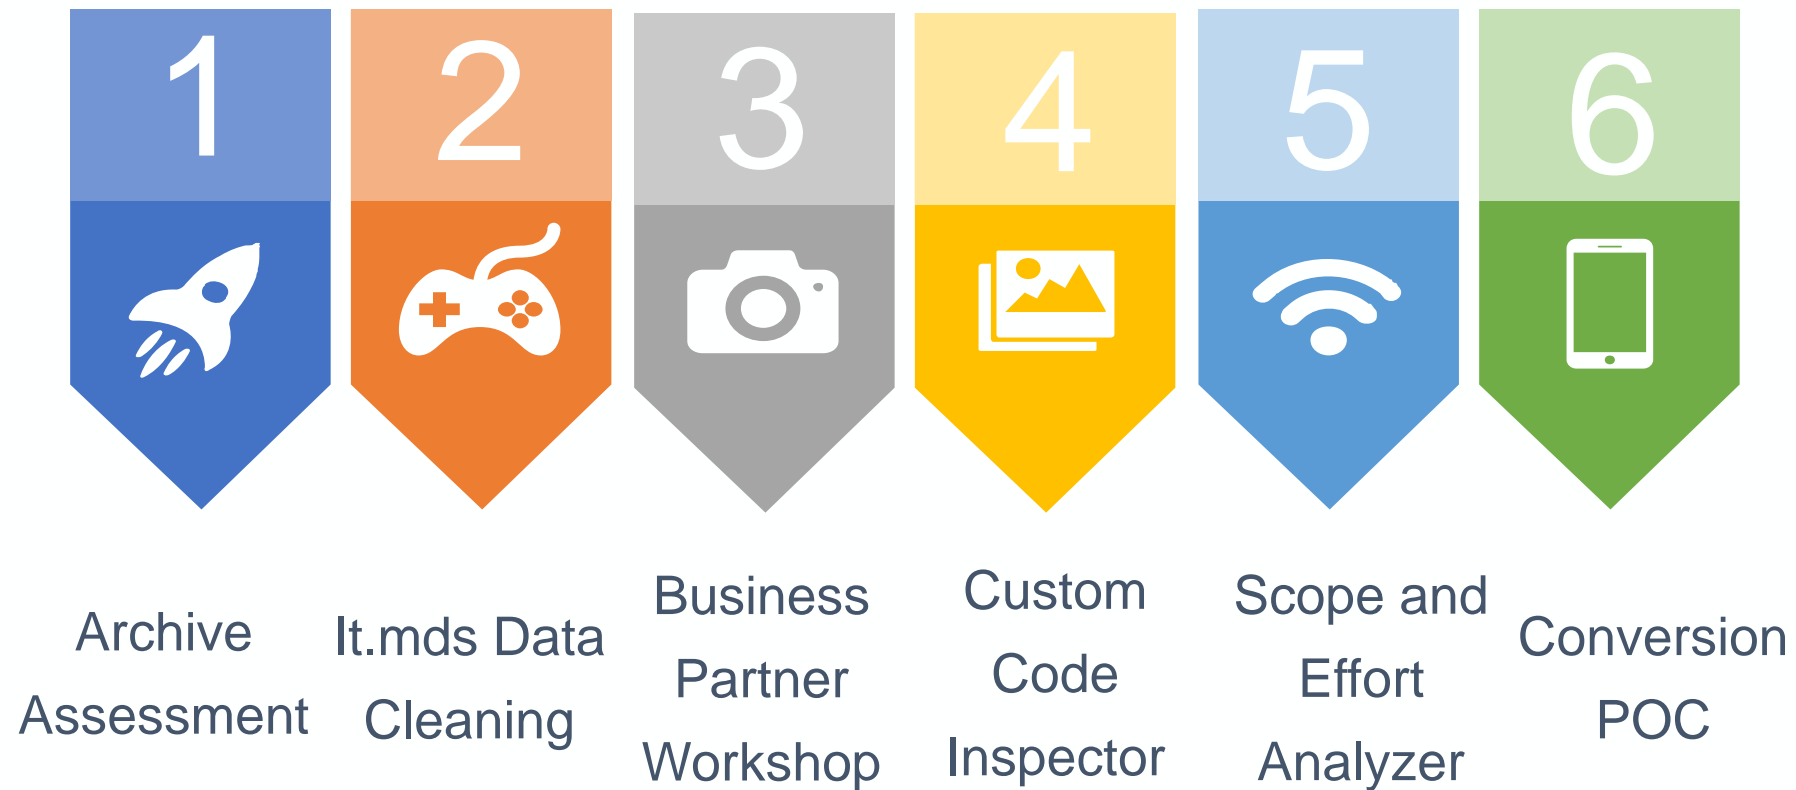 1
2
3
4
5
6
Archive
Assessment
It.mds Data
Cleaning
Business
Partner
Workshop
Custom
Code
Inspector
Scope and
Effort
Analyzer
Conversion
POC